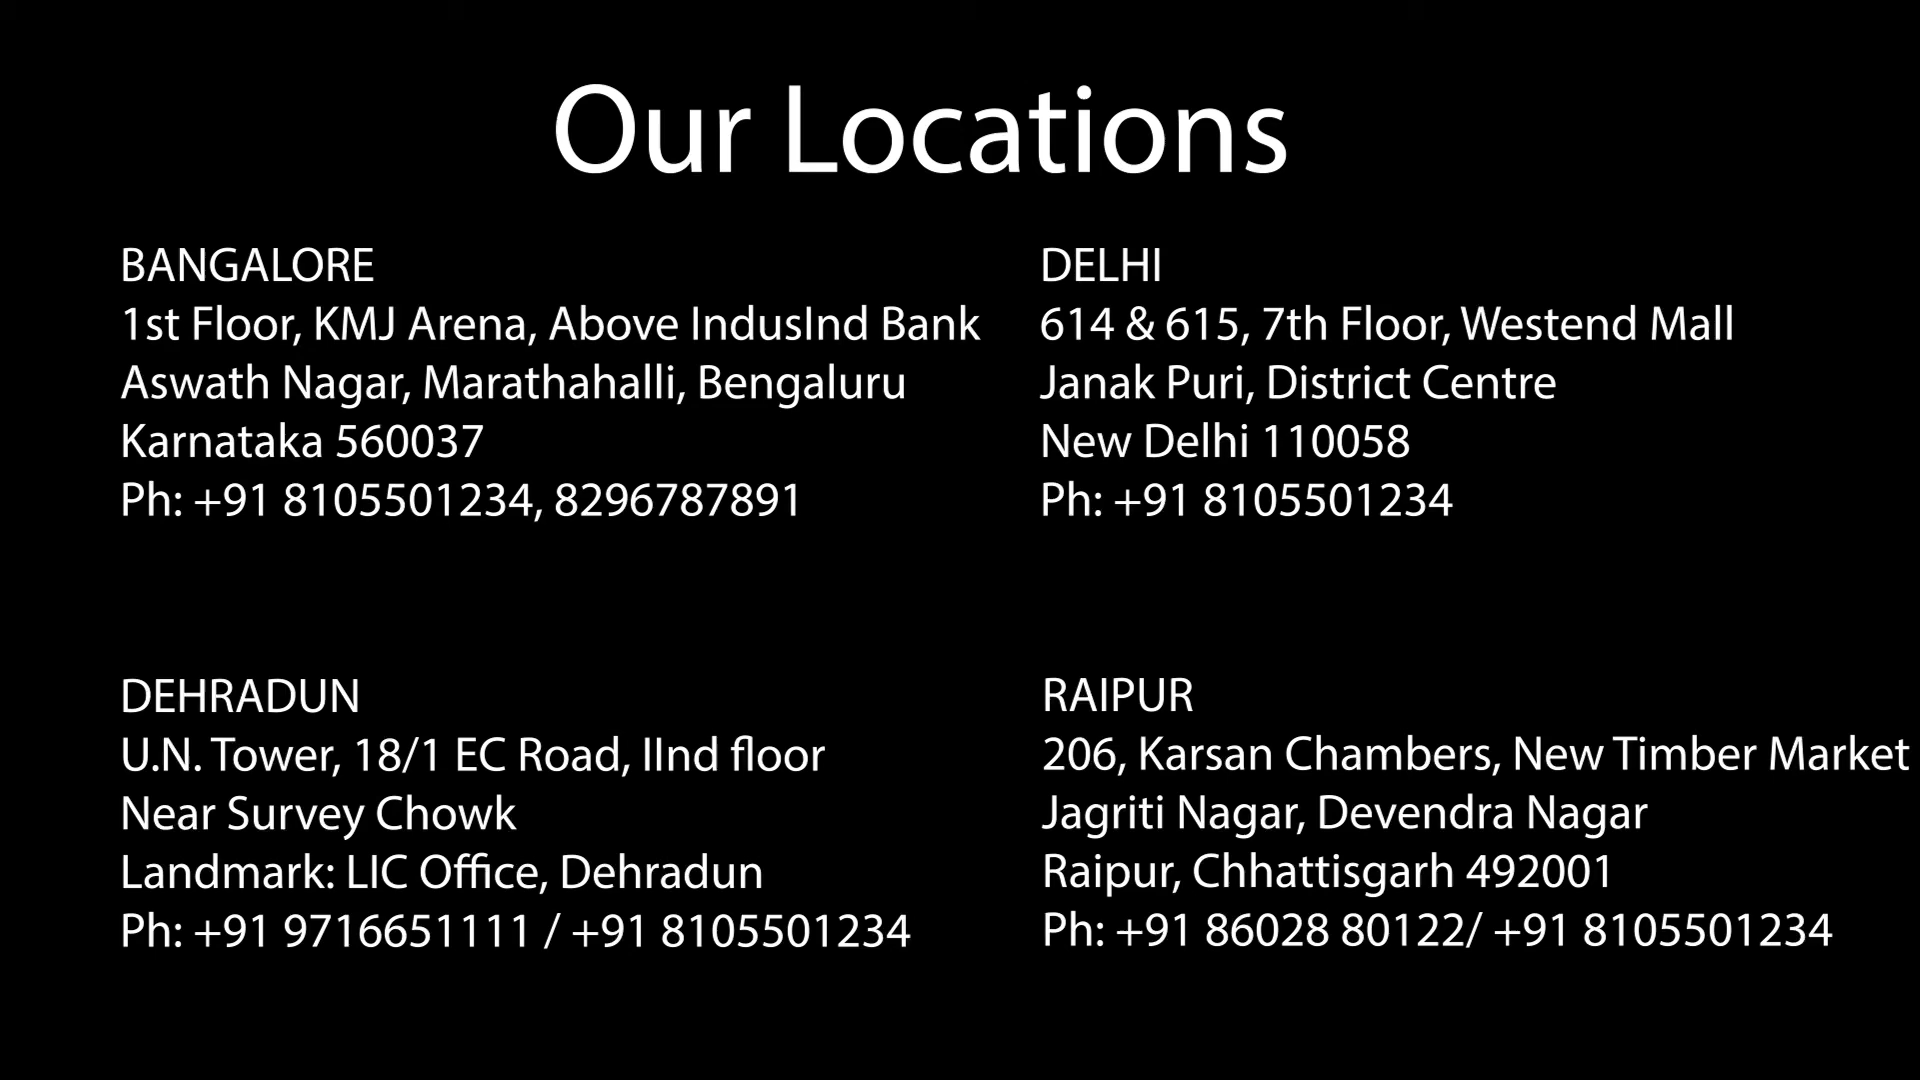 Our Locations
BANGALORE
1st Floor, KMJ Arena, Above IndusInd Bank
Aswath Nagar, Marathahalli, Bengaluru
Karnataka 560037
Ph: +91 8105501234, 8296787891
DELHI
614 & 615, 7th Floor, Westend Mall
Janak Puri, District Centre
New Delhi 110058
Ph: +91 8105501234
DEHRADUN
U.N. Tower, 18/1 EC Road, IInd floor
Near Survey Chowk
Landmark: LIC Office, Dehradun
Ph: +91 9716651111 / +91 8105501234
RAIPUR
206, Karsan Chambers, New Timber Market
Jagriti Nagar, Devendra Nagar
Raipur, Chhattisgarh 492001
Ph: +91 86028 80122/ +91 8105501234